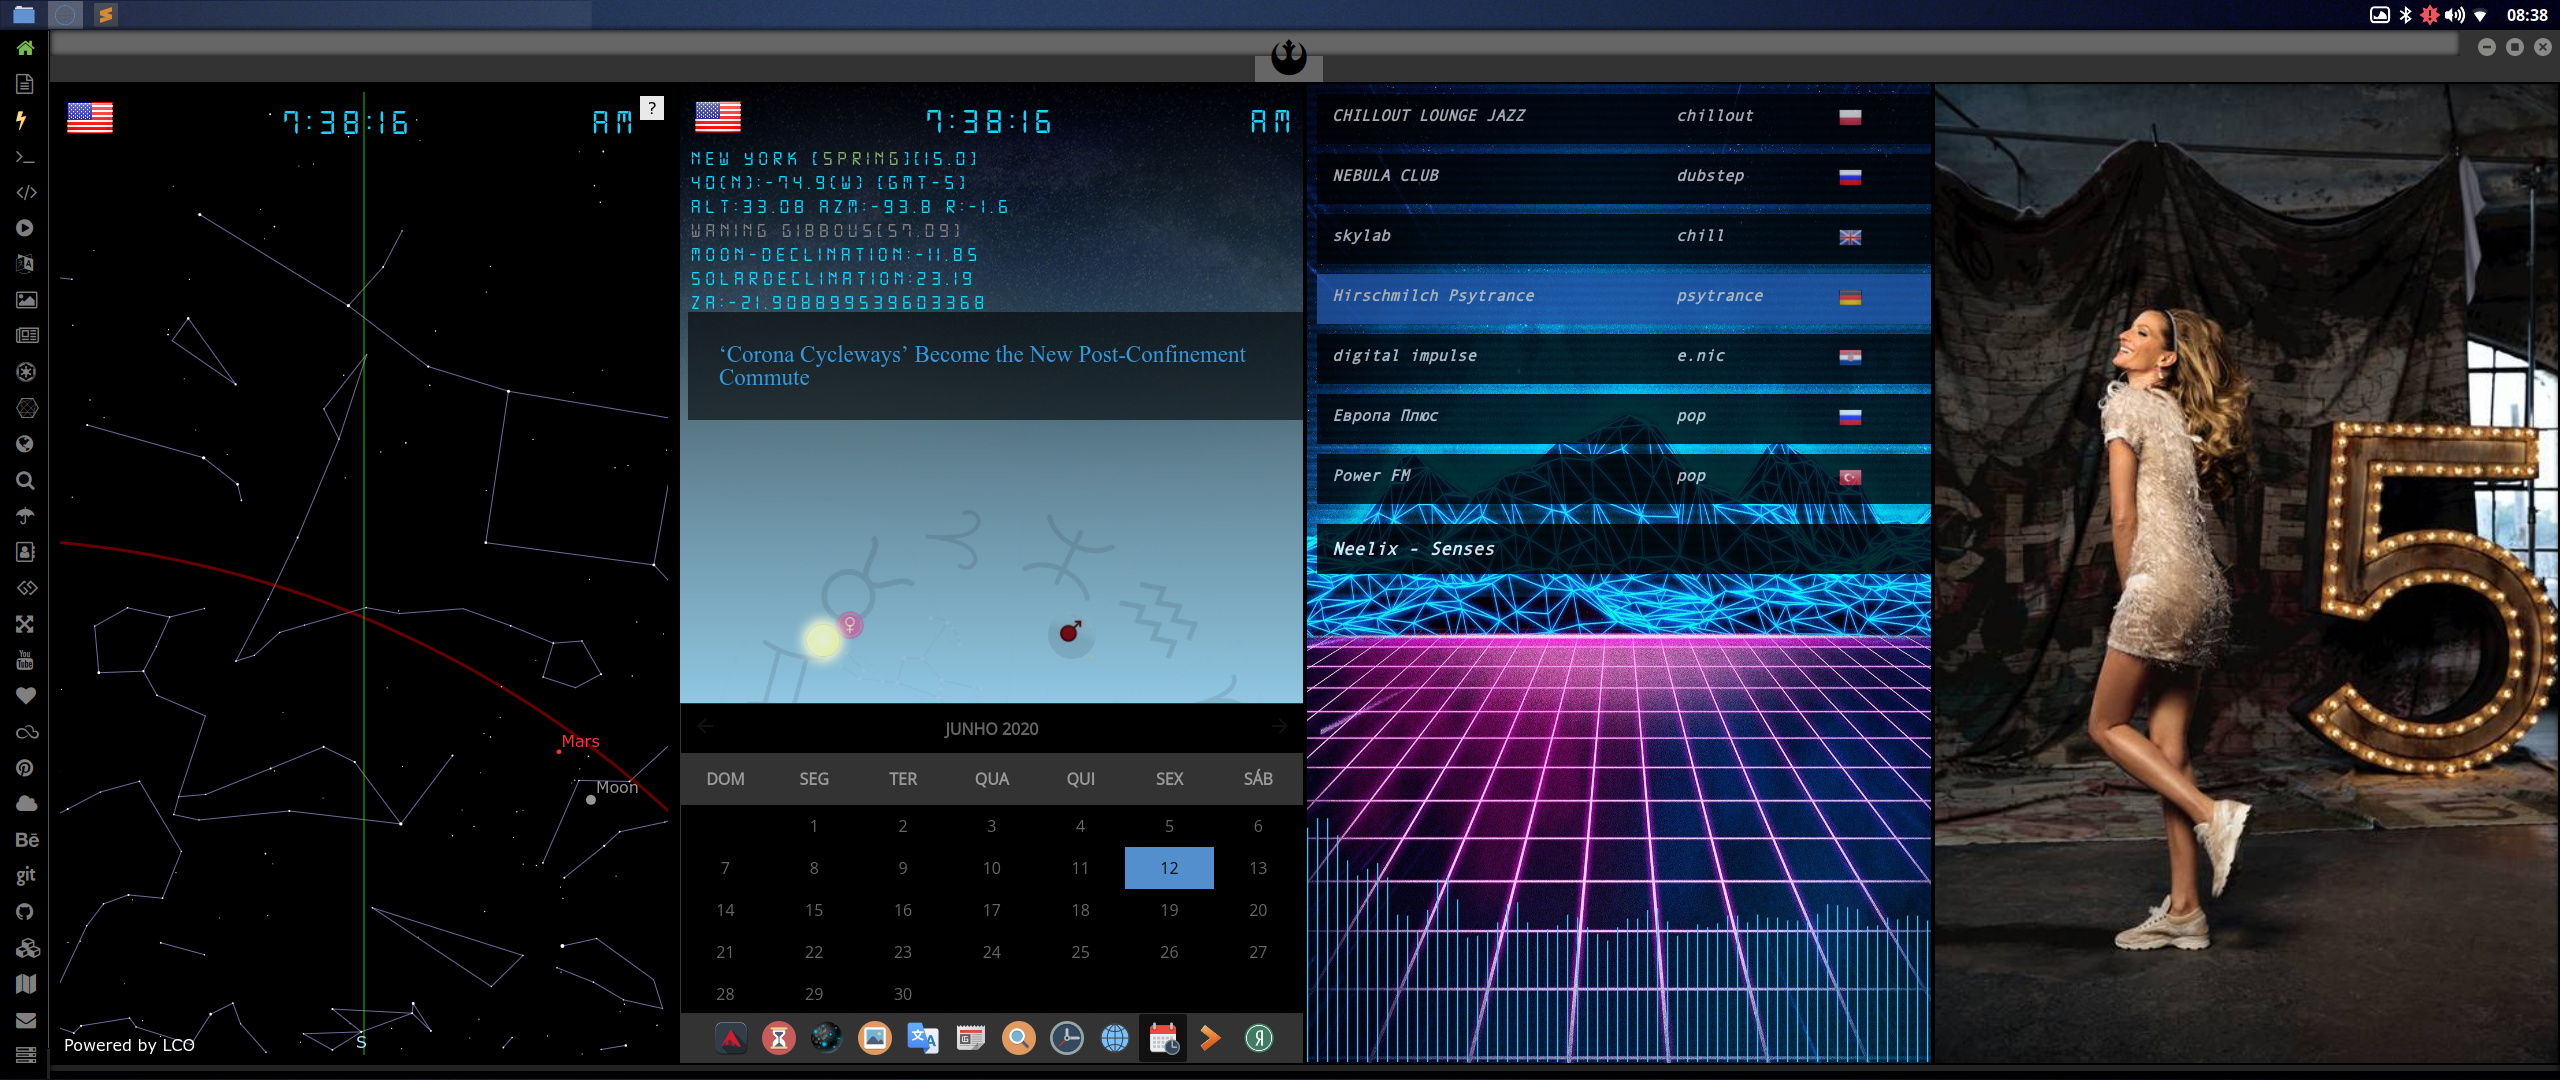 08:38
7:38:16 AM
?
Mars
Moon
S
Powered by LCO
7:38:16 AM
NEW YORK [SPRING][15.0]
40(N):-74.9(W) [GMT-5]
ALT:33.08 AZM:-93.8 R:-1.6
WANING GIBBOUS[57.09]
MOON-DECLINATION:-11.85
SOLARDECLINATION:23.19
ZA:-21.908899539603368
‘Corona Cycleways’ Become the New Post-Confinement
Commute
JUNHO 2020
DOM SEG TER QUA QUI SEX SÁB
1 2 3 4 5 6
7 8 9 10 11 12 13
14 15 16 17 18 19 20
21 22 23 24 25 26 27
28 29 30
CHILLOUT LOUNGE JAZZ chillout
NEBULA CLUB dubstep
skylab chill
Hirschmilch Psytrance psytrance
digital impulse e.nic
Европа Плюс pop
Power FM pop
Neelix - Senses
5
You
Tube
Bē
git